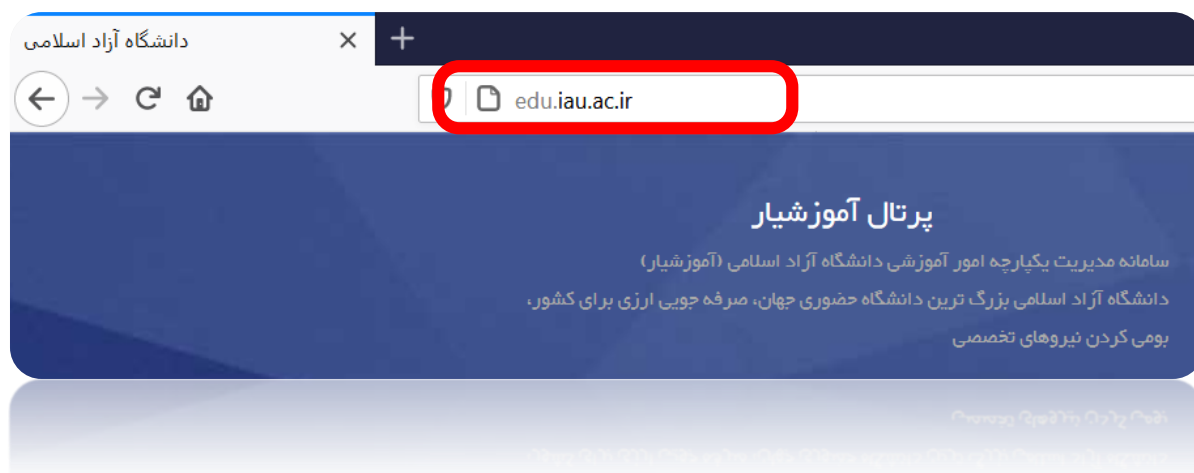 دانشگاه آزاد اسلامی
edu.iau.ac.ir
پرتال آموزشیار
سامانه مدیریت یکپارچه امور آموزشی دانشگاه آزاد اسلامی (آموزشیار)
دانشگاه آزاد اسلامی بزرگ ترین دانشگاه حضوری جهان، صرفه جویی ارزی برای کشور،
بومی کردن نیروهای تخصصی